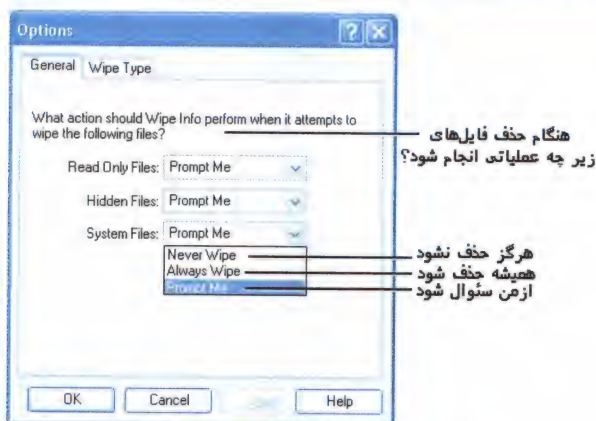 Options
General
Wipe Type
What action should Wipe Info perform when it attempts to
wipe the following files?
هنگام حذف فایل‌های
زیر چه عملیاتی انجام شود؟
Read Only Files: Prompt Me
Hidden Files: Prompt Me
System Files: Prompt Me
Never Wipe
هرگز حذف نشود
Always Wipe
همیشه حذف شود
Prompt Me
ازمن سئوال شود
OK
Cancel
Help